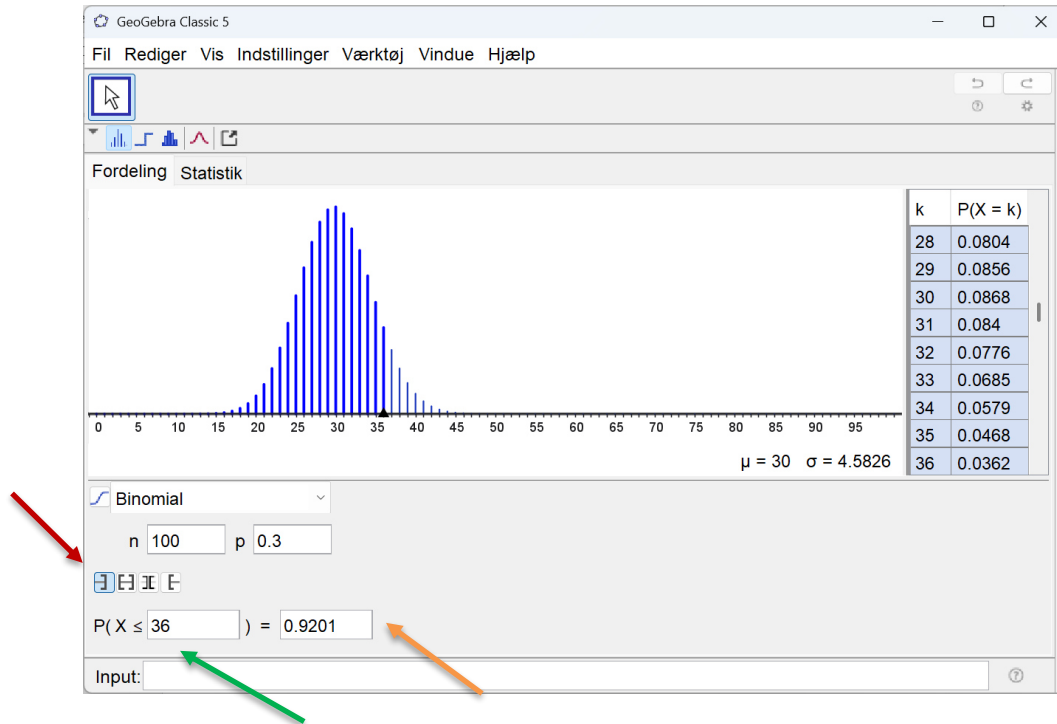 GeoGebra Classic 5
Fil Rediger Vis Indstillinger Værktøj Vindue Hjælp
Fordeling Statistik
k P(X = k)
28 0.0804
29 0.0856
30 0.0868
31 0.084
32 0.0776
33 0.0685
34 0.0579
35 0.0468
36 0.0362
0 5 10 15 20 25 30 35 40 45 50 55 60 65 70 75 80 85 90 95
μ = 30 σ = 4.5826
Binomial
n 100 p 0.3
P( X ≤ 36 ) = 0.9201
Input: